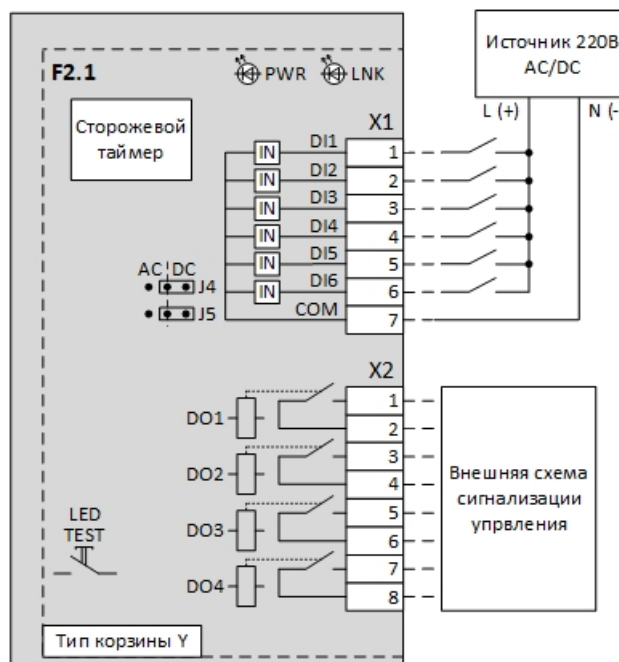 F2.1
PWR
LNK
Источник 220В
AC/DC
L (+)
N (-
Сторожевой
таймер
X1
IN
DI1
1
IN
DI2
2
IN
DI3
3
IN
DI4
4
IN
DI5
5
IN
DI6
6
COM
7
AC
DC
J4
J5
X2
DO1
1
2
DO2
3
4
DO3
5
6
DO4
7
8
Внешняя схема
сигнализации
упрвления
LED
TEST
Тип корзины Y